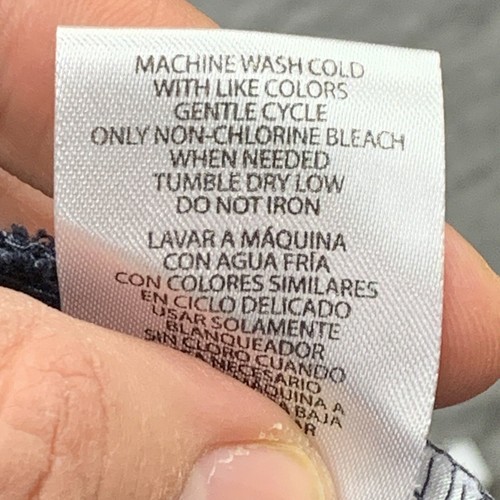 MACHINE WASH COLD
WITH LIKE COLORS
GENTLE CYCLE
ONLY NON-CHLORINE BLEACH
WHEN NEEDED
TUMBLE DRY LOW
DO NOT IRON
LAVAR A MÁQUINA
CON AGUA FRÍA
CON COLORES SIMILARES
EN CICLO DELICADO
USAR SOLAMENTE
BLANQUEADOR
SIN CLORO CUANDO
NECESARIO
A
BAJA